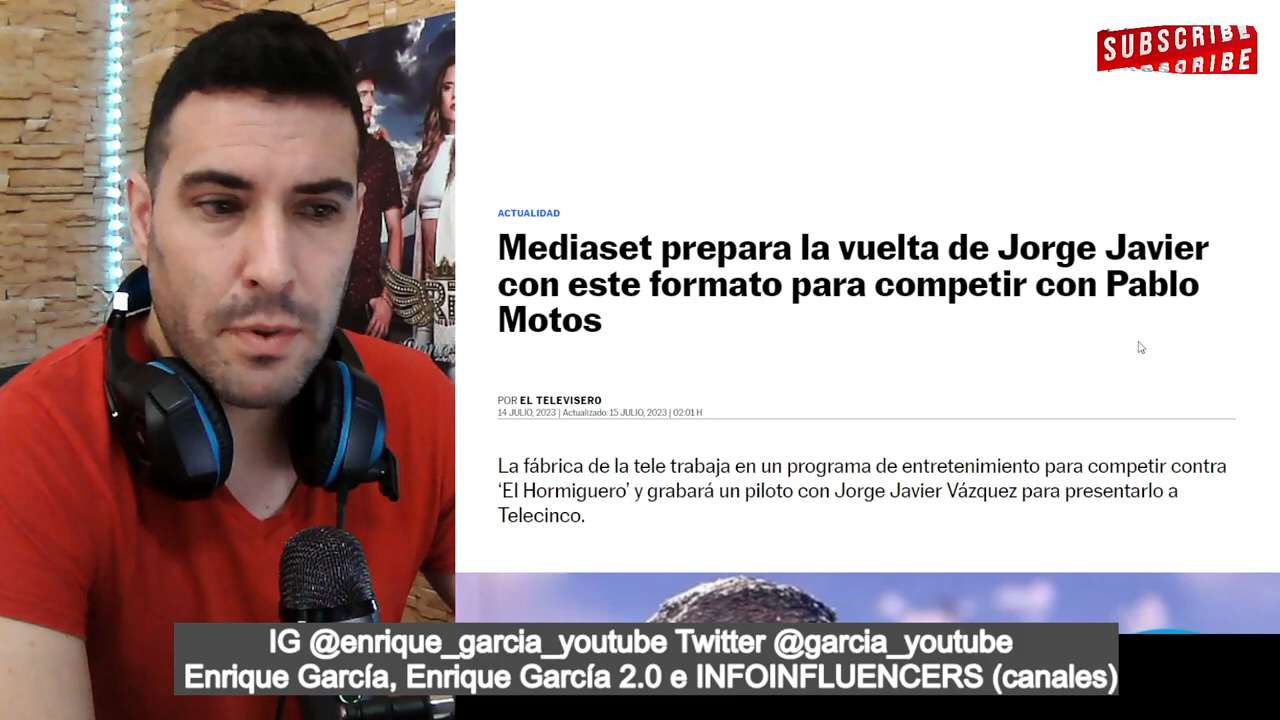 SUBSCRIBE
ACTUALIDAD
Mediaset prepara la vuelta de Jorge Javier
con este formato para competir con Pablo
Motos
POR EL TELEVISERO
14 JULIO, 2023 | Actualizado: 15 JULIO, 2023 | 02:01 H
La fábrica de la tele trabaja en un programa de entretenimiento para competir contra
‘El Hormiguero’ y grabará un piloto con Jorge Javier Vázquez para presentarlo a
Telecinco.
IG @enrique_garcia_youtube Twitter @garcia_youtube
Enrique García, Enrique García 2.0 e INFOINFLUENCERS (canales)